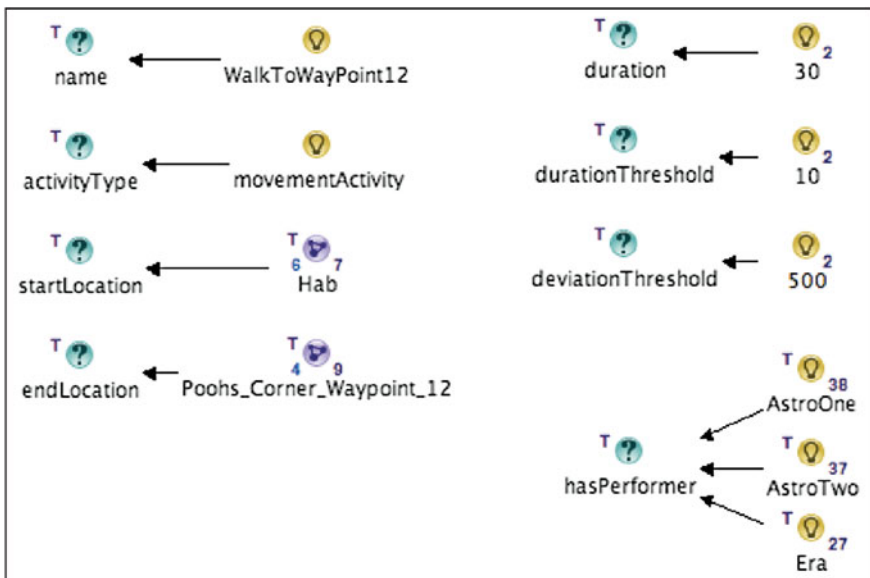 T ?
name
WalkToWayPoint12
T ?
activityType
movementActivity
T ?
startLocation
T
6 7
Hab
T ?
endLocation
T
4 9
Poohs_Corner_Waypoint_12
T ?
duration
2
30
T ?
durationThreshold
2
10
T ?
deviationThreshold
2
500
T ?
hasPerformer
T
38
AstroOne
T
37
AstroTwo
T
27
Era